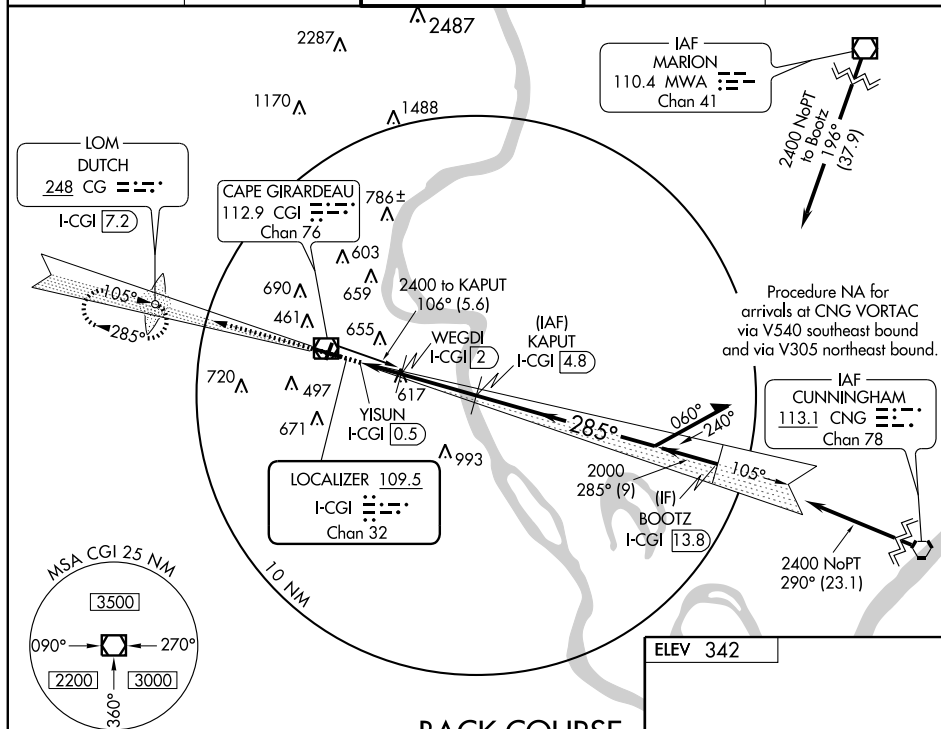 2487
2287
IAF
MARION
110.4 MWA
Chan 41
1170
1488
2400 NoPT
to Bootz
196°
(37.9)
LOM
DUTCH
248 CG
I-CGI 7.2
CAPE GIRARDEAU
112.9 CGI
Chan 76
786±
603
659
2400 to KAPUT
106° (5.6)
690
461
655
105°
285°
Procedure NA for
arrivals at CNG VORTAC
via V540 southeast bound
and via V305 northeast bound.
WEGDI
I-CGI 2
(IAF)
KAPUT
I-CGI 4.8
720
497
617
671
YISUN
I-CGI 0.5
285°
060°
240°
IAF
CUNNINGHAM
113.1 CNG
Chan 78
993
LOCALIZER 109.5
I-CGI
Chan 32
2000
285° (9)
105°
(IF)
BOOTZ
I-CGI 13.8
2400 NoPT
290° (23.1)
10 NM
MSA CGI 25 NM
3500
090°
270°
2200
3000
360°
ELEV 342
BACK COURSE